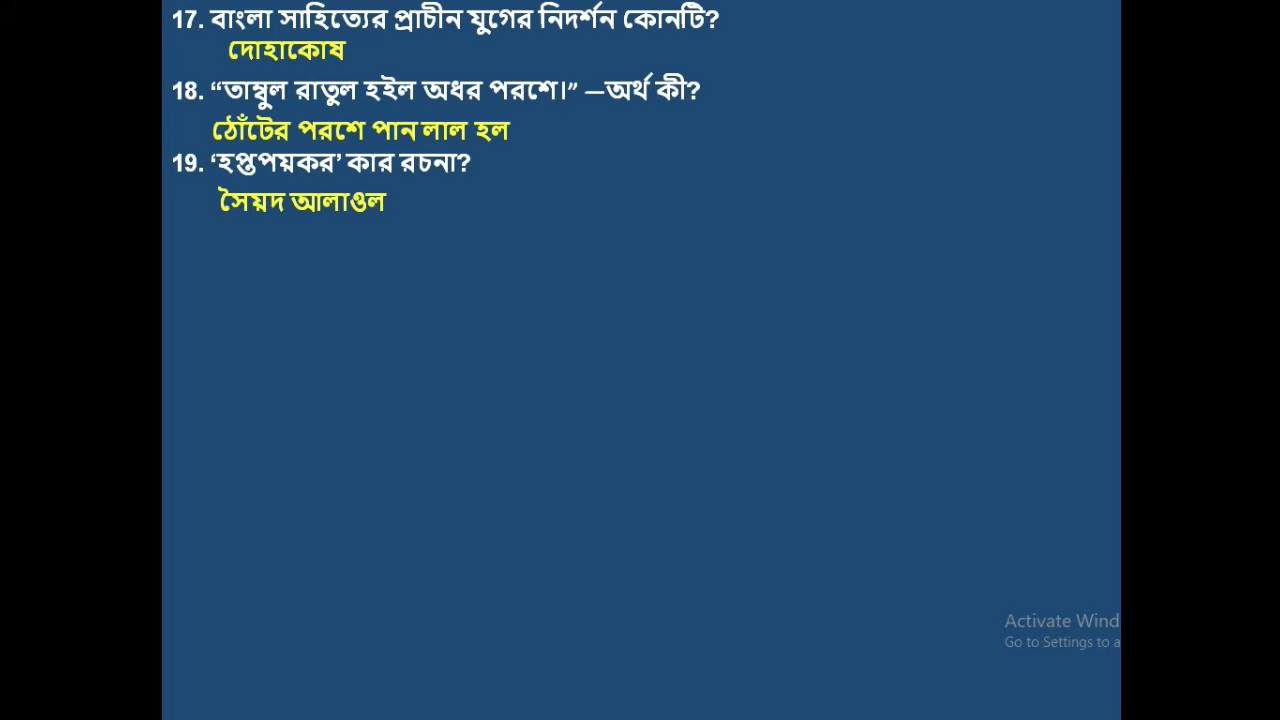 17. বাংলা সাহিত্যের প্রাচীন যুগের নিদর্শন কোনটি?
দোহাকোষ
18. “তাম্বুল রাতুল হইল অধর পরশে।” —অর্থ কী?
ঠোঁটের পরশে পান লাল হল
19. ‘হপ্তপয়কর’ কার রচনা?
সৈয়দ আলাওল
Activate Wind
Go to Settings to a